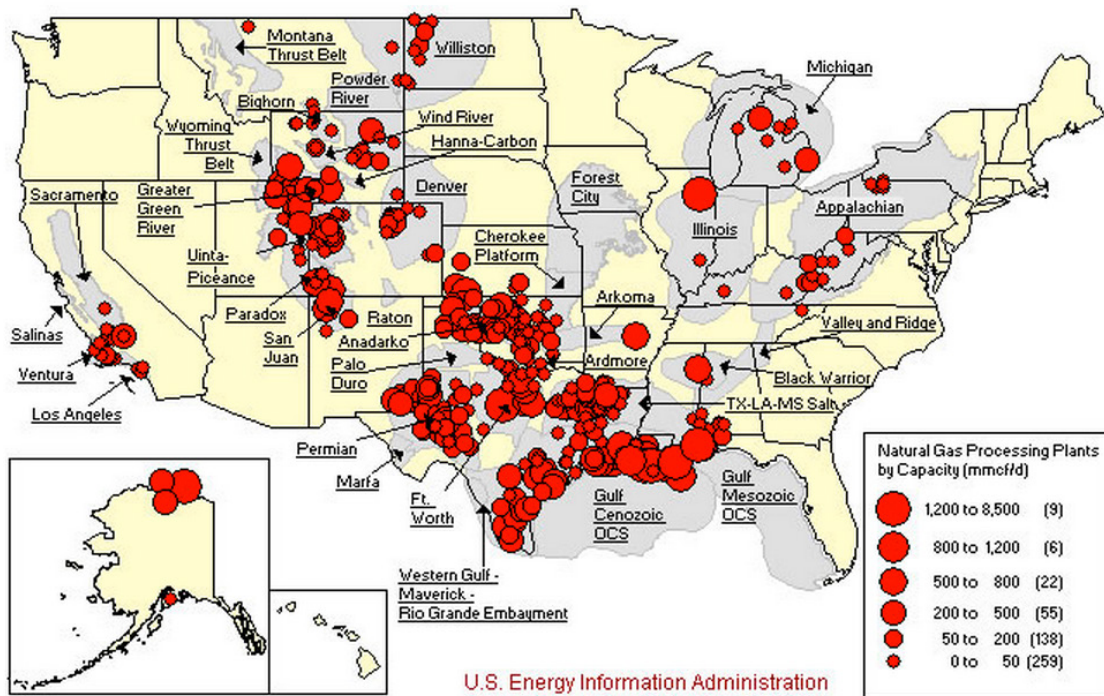 Montana
Thrust Belt
Williston
Michigan
Powder
River
Bighorn
Wind River
Wyoming
Thrust
Belt
Hanna-Carbon
Sacramento
Greater
Green
River
Denver
Forest
City
Appalachian
Illinois
Cherokee
Platform
Uinta-
Piceance
Arkoma
Salinas
Paradox
Raton
Valley and Ridge
San
Juan
Anadarko
Ventura
Palo
Duro
Ardmore
Black Warrior
Los Angeles
TX-LA-MS Salt
Permian
Marfa
Ft.
Worth
Gulf
Cenozoic
OCS
Gulf
Mesozoic
OCS
Western Gulf -
Maverick -
Rio Grande Embayment
Natural Gas Processing Plants
by Capacity (mmcf/d)
1,200 to 8,500 (9)
800 to 1,200 (6)
500 to 800 (22)
200 to 500 (55)
50 to 200 (138)
0 to 50 (259)
U.S. Energy Information Administration